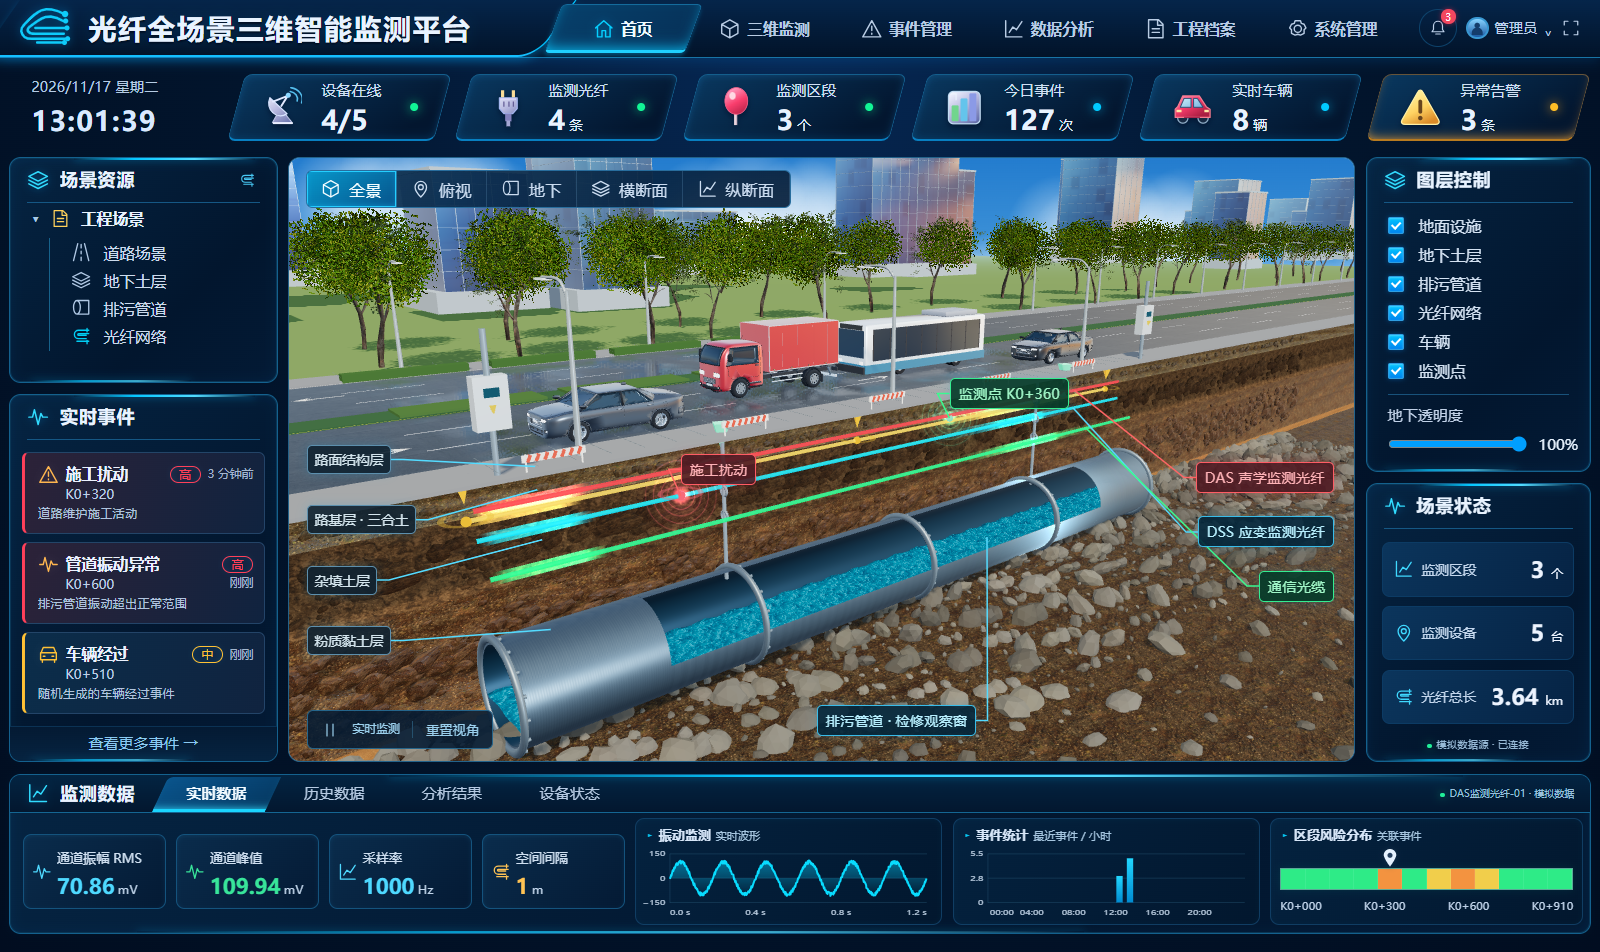 光纤全场景三维智能监测平台
首页
三维监测
事件管理
数据分析
工程档案
系统管理
3
管理员
2026/11/17 星期二
13:01:39
设备在线
4/5
监测光纤
4 条
监测区段
3 个
今日事件
127 次
实时车辆
8 辆
异常告警
3 条
场景资源
工程场景
道路场景
地下土层
排污管道
光纤网络
实时事件
施工扰动 高 3 分钟前
K0+320
道路维护施工活动
管道振动异常 高
K0+600 刚刚
排污管道振动超出正常范围
车辆经过 中 刚刚
K0+510
随机生成的车辆经过事件
查看更多事件 →
全景
俯视
地下
横断面
纵断面
监测点 K0+360
施工扰动
路面结构层
路基层 · 三合土
杂填土层
粉质黏土层
DAS 声学监测光纤
DSS 应变监测光纤
通信光缆
排污管道 · 检修观察窗
实时监测
重置视角
图层控制
地面设施
地下土层
排污管道
光纤网络
车辆
监测点
地下透明度
100%
场景状态
监测区段 3 个
监测设备 5 台
光纤总长 3.64 km
模拟数据源 · 已连接
监测数据
实时数据
历史数据
分析结果
设备状态
DAS监测光纤-01 · 模拟数据
通道振幅 RMS
70.86 mV
通道峰值
109.94 mV
采样率
1000 Hz
空间间隔
1 m
振动监测 实时波形
150
0
-150
0.0 s 0.4 s 0.8 s 1.2 s
事件统计 最近事件 / 小时
5.5
2.8
0
00:00 04:00 08:00 12:00 16:00 20:00
区段风险分布 关联事件
K0+000 K0+300 K0+600 K0+910